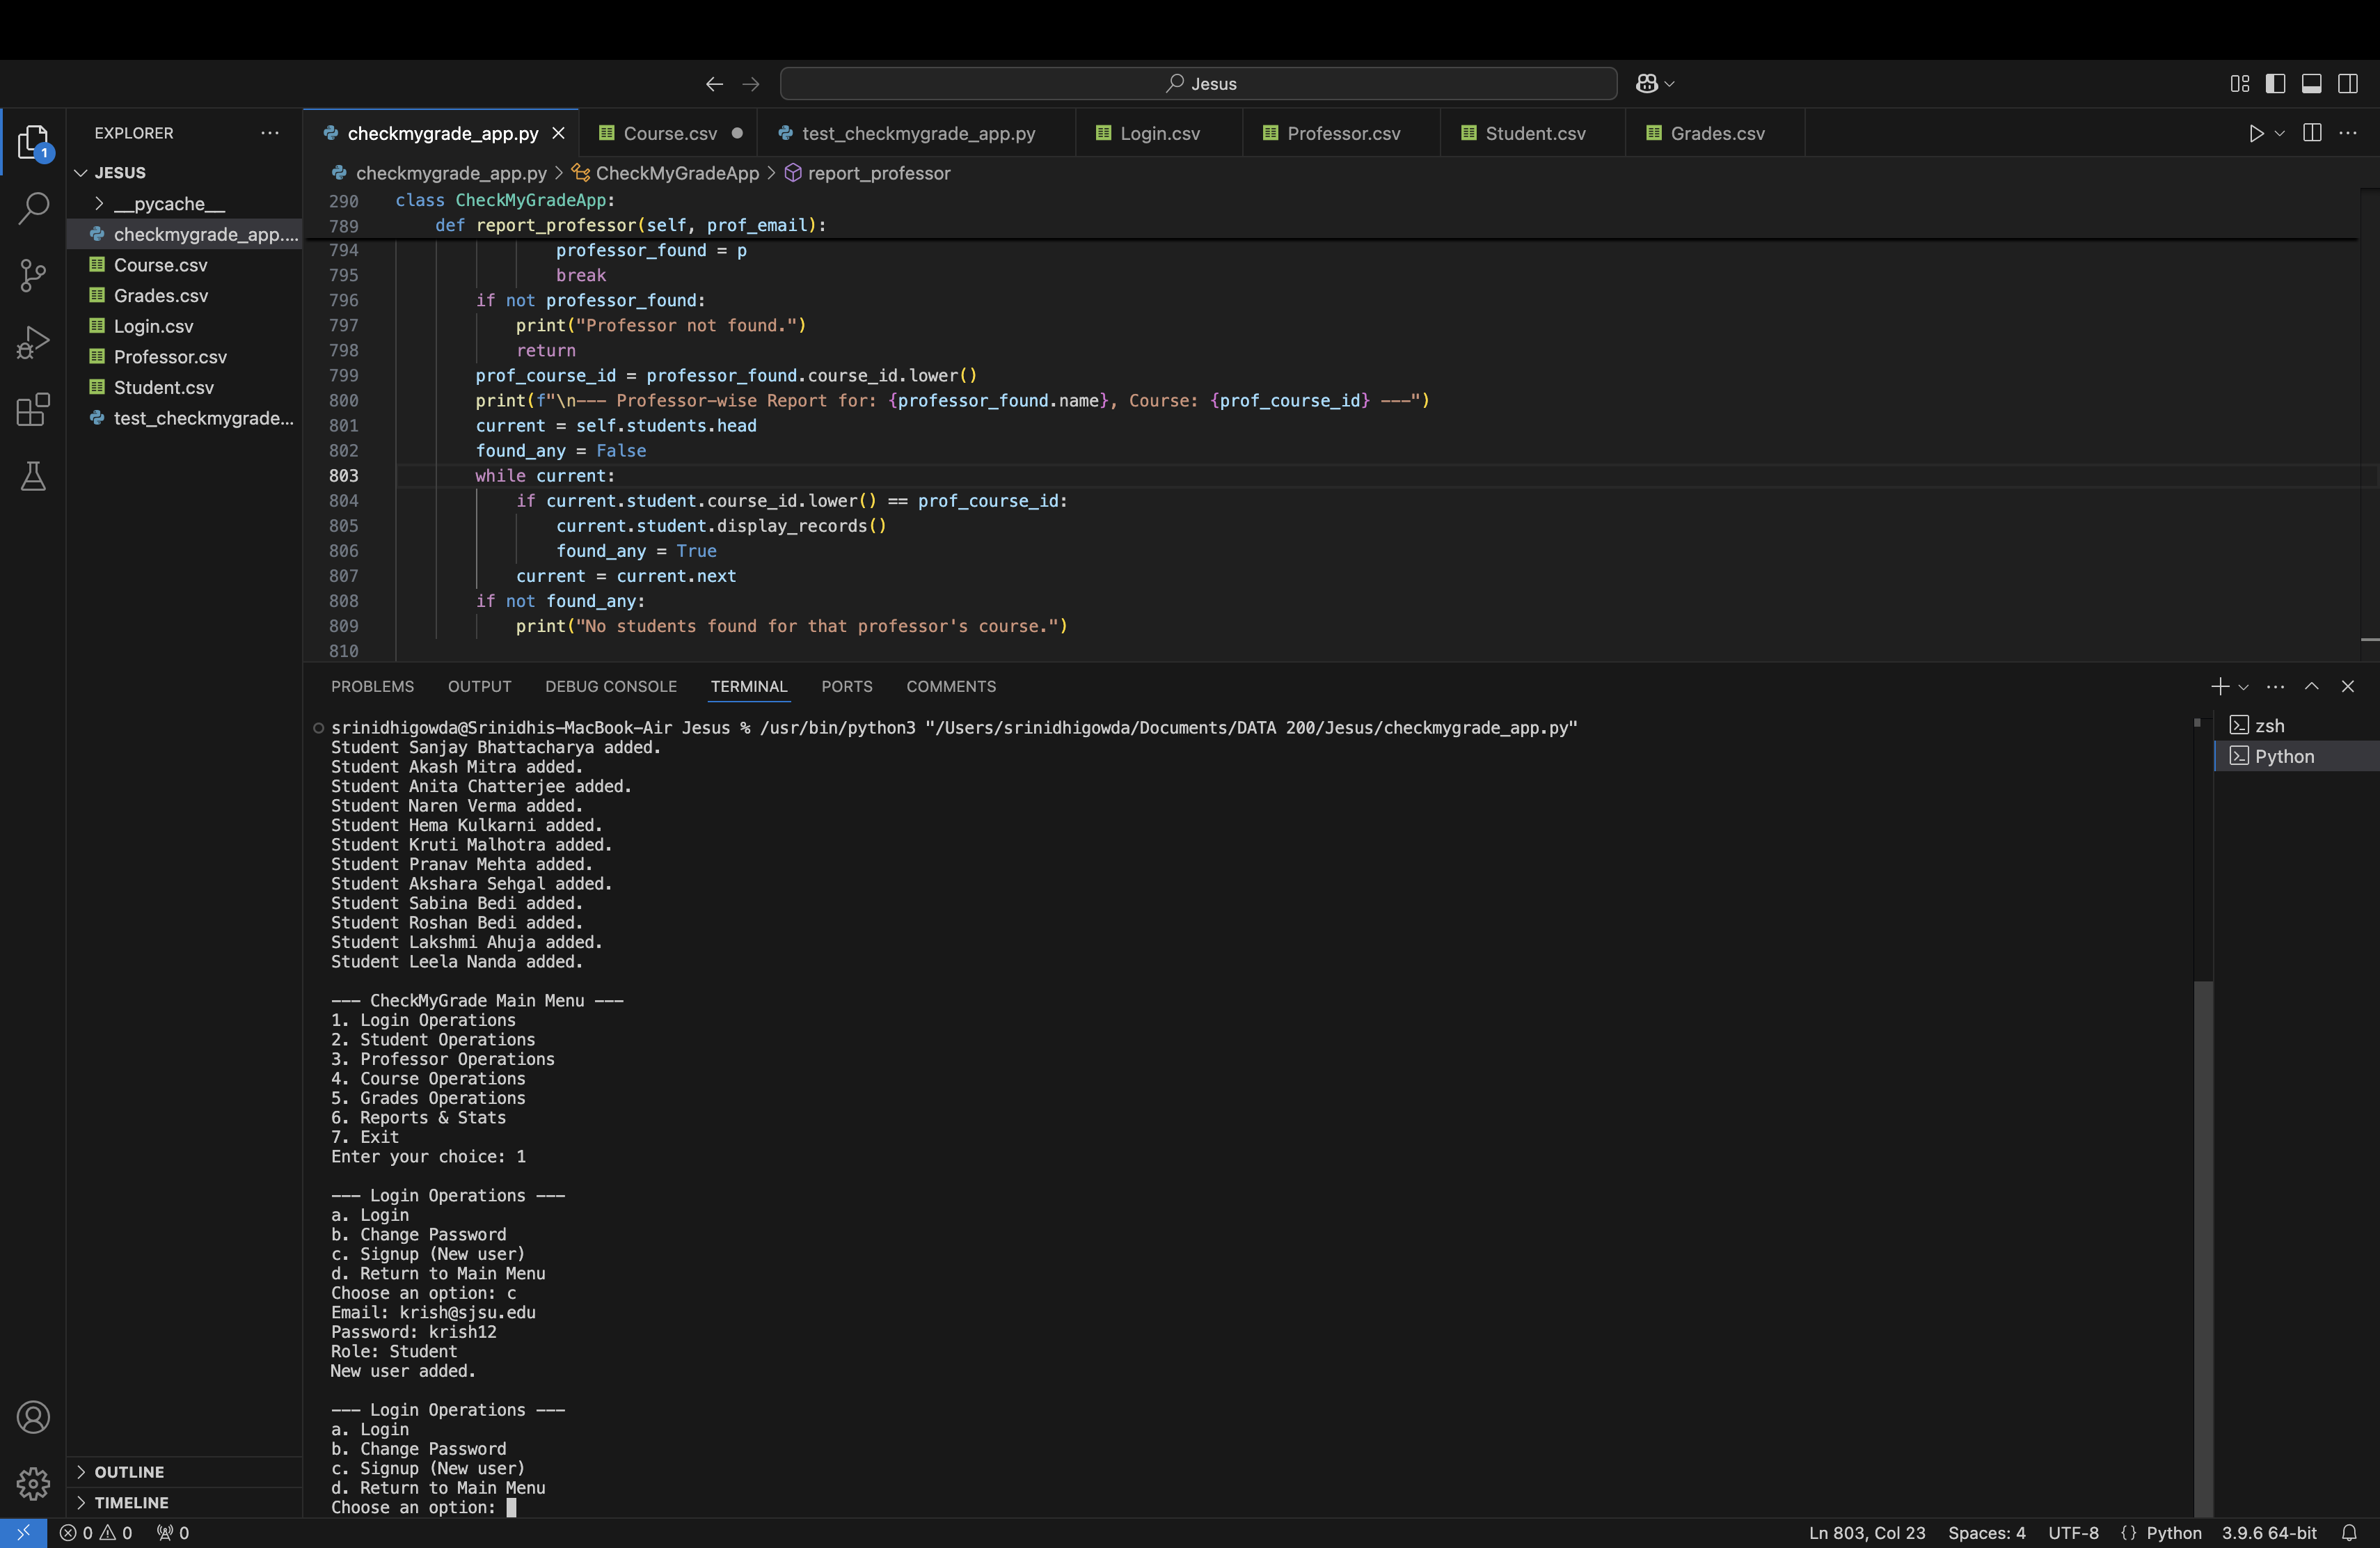 Jesus
EXPLORER
JESUS
__pycache__
checkmygrade_app....
Course.csv
Grades.csv
Login.csv
Professor.csv
Student.csv
test_checkmygrade...
OUTLINE
TIMELINE
1
checkmygrade_app.py
Course.csv
test_checkmygrade_app.py
Login.csv
Professor.csv
Student.csv
Grades.csv
checkmygrade_app.py > CheckMyGradeApp > report_professor
290 class CheckMyGradeApp:
789 def report_professor(self, prof_email):
794 professor_found = p
795 break
796 if not professor_found:
797 print("Professor not found.")
798 return
799 prof_course_id = professor_found.course_id.lower()
800 print(f"\n--- Professor-wise Report for: {professor_found.name}, Course: {prof_course_id} ---")
801 current = self.students.head
802 found_any = False
803 while current:
804 if current.student.course_id.lower() == prof_course_id:
805 current.student.display_records()
806 found_any = True
807 current = current.next
808 if not found_any:
809 print("No students found for that professor's course.")
810
PROBLEMS OUTPUT DEBUG CONSOLE TERMINAL PORTS COMMENTS
zsh
Python
srinidhigowda@Srinidhis-MacBook-Air Jesus % /usr/bin/python3 "/Users/srinidhigowda/Documents/DATA 200/Jesus/checkmygrade_app.py"
Student Sanjay Bhattacharya added.
Student Akash Mitra added.
Student Anita Chatterjee added.
Student Naren Verma added.
Student Hema Kulkarni added.
Student Kruti Malhotra added.
Student Pranav Mehta added.
Student Akshara Sehgal added.
Student Sabina Bedi added.
Student Roshan Bedi added.
Student Lakshmi Ahuja added.
Student Leela Nanda added.
--- CheckMyGrade Main Menu ---
1. Login Operations
2. Student Operations
3. Professor Operations
4. Course Operations
5. Grades Operations
6. Reports & Stats
7. Exit
Enter your choice: 1
--- Login Operations ---
a. Login
b. Change Password
c. Signup (New user)
d. Return to Main Menu
Choose an option: c
Email: krish@sjsu.edu
Password: krish12
Role: Student
New user added.
--- Login Operations ---
a. Login
b. Change Password
c. Signup (New user)
d. Return to Main Menu
Choose an option:
0 0 0
Ln 803, Col 23 Spaces: 4 UTF-8 {} Python 3.9.6 64-bit